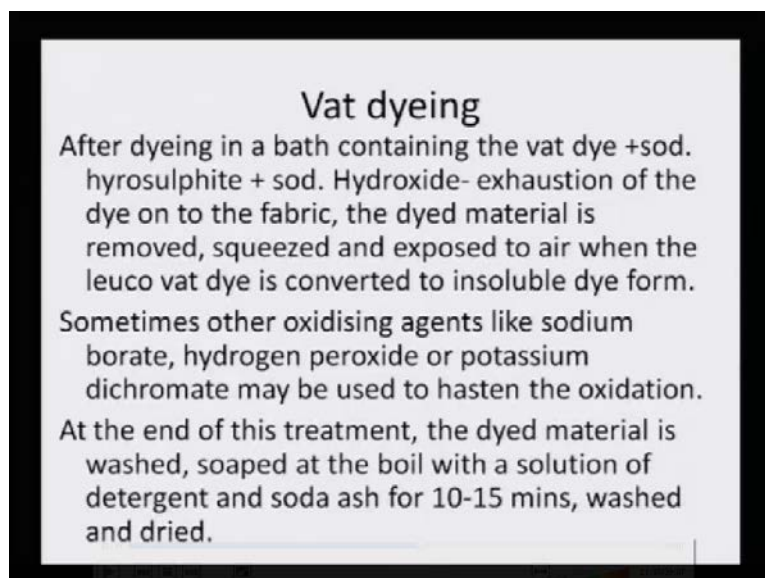 Vat dyeing
After dyeing in a bath containing the vat dye +sod.
hyrosulphite + sod. Hydroxide- exhaustion of the
dye on to the fabric, the dyed material is
removed, squeezed and exposed to air when the
leuco vat dye is converted to insoluble dye form.
Sometimes other oxidising agents like sodium
borate, hydrogen peroxide or potassium
dichromate may be used to hasten the oxidation.
At the end of this treatment, the dyed material is
washed, soaped at the boil with a solution of
detergent and soda ash for 10-15 mins, washed
and dried.